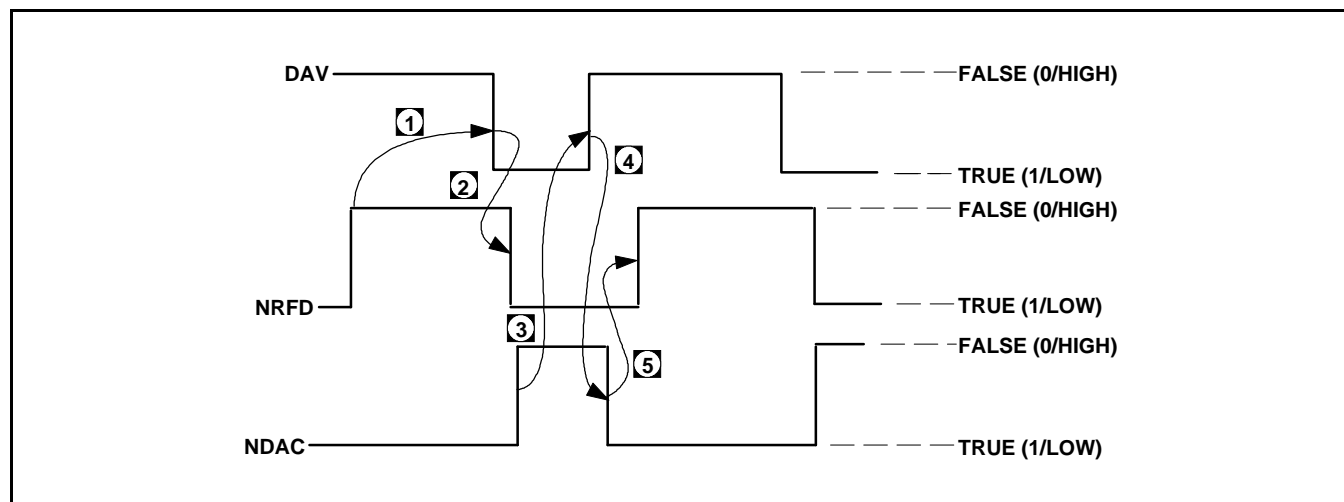 DAV
FALSE (0/HIGH)
1
4
2
TRUE (1/LOW)
FALSE (0/HIGH)
NRFD
TRUE (1/LOW)
3
FALSE (0/HIGH)
5
NDAC
TRUE (1/LOW)